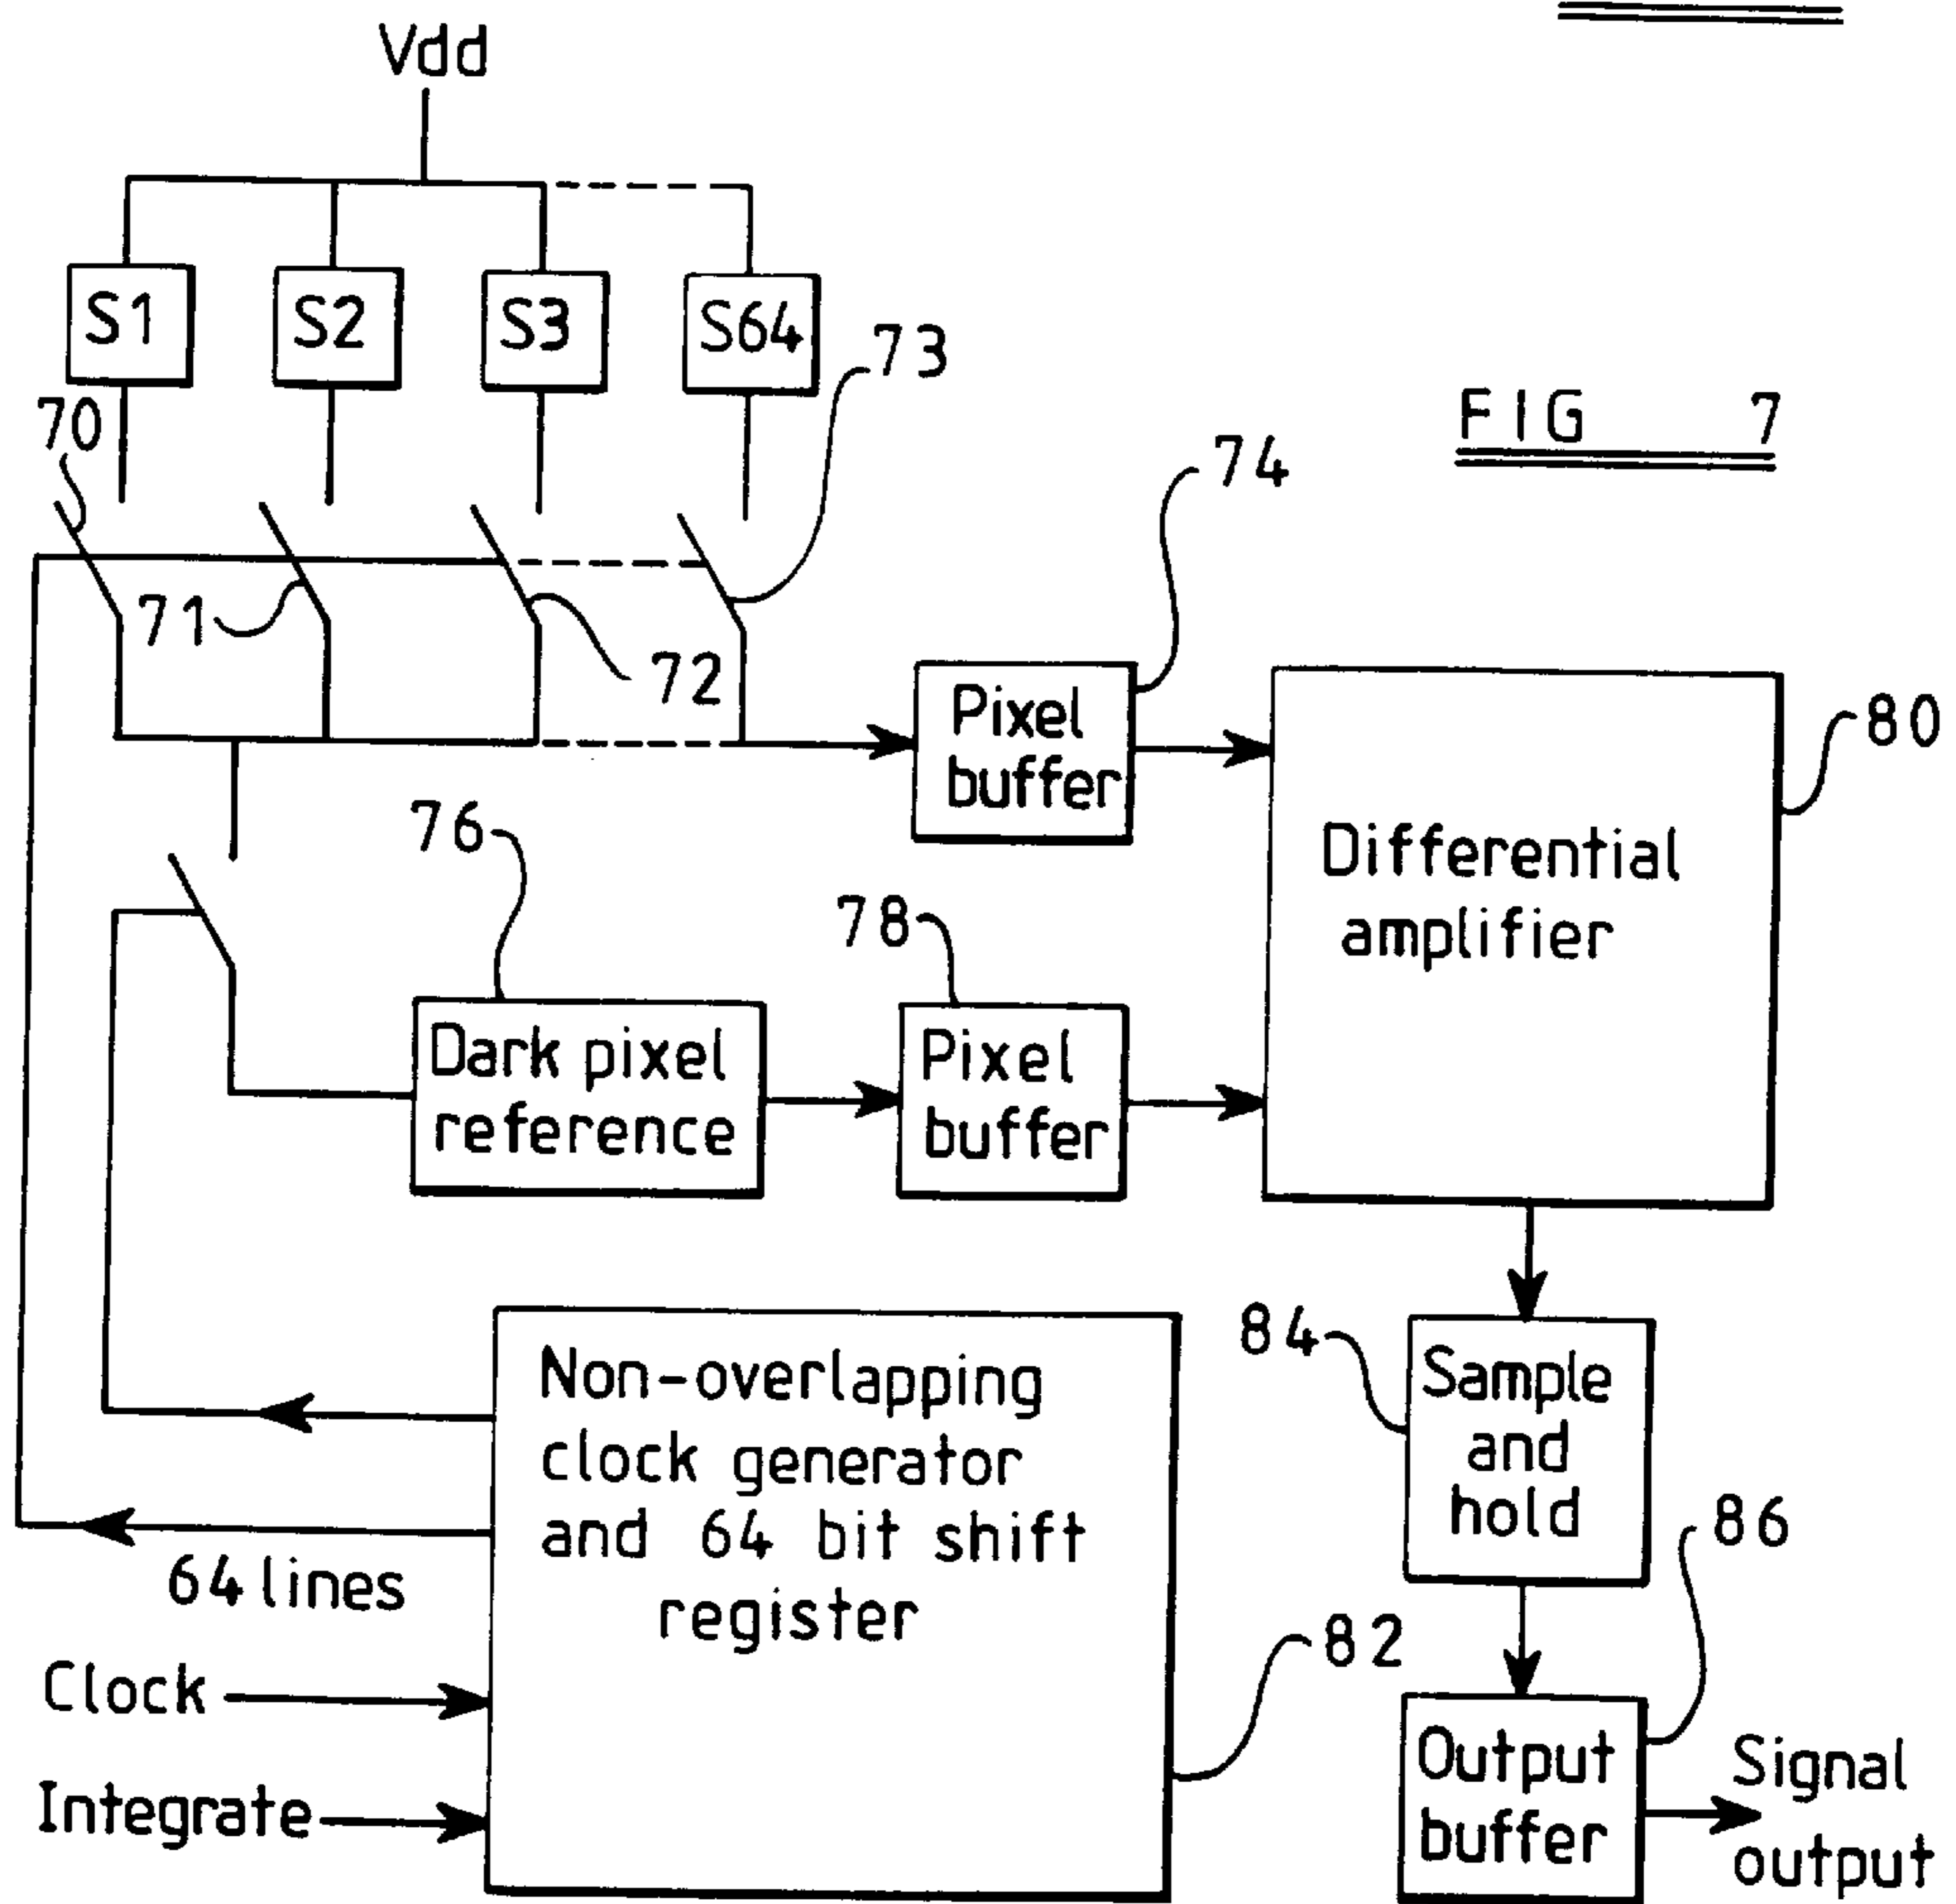 Vdd
S1
S2
S3
S64
73
70
FIG 7
74
71
72
Pixel
buffer
80
76
Differential
amplifier
78
Dark pixel
reference
Pixel
buffer
84
Non-overlapping
clock generator
and 64 bit shift
register
Sample
and
hold
86
64 lines
82
Clock
Integrate
Output
buffer
Signal
output